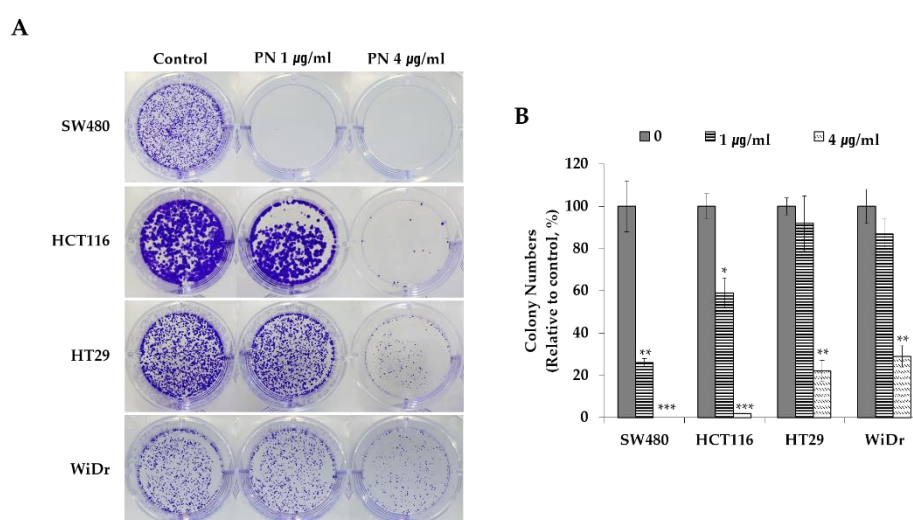 A
Control PN 1 μg/ml PN 4 μg/ml
SW480
HCT116
HT29
WiDr
B
0 1 μg/ml 4 μg/ml
Colony Numbers
(Relative to control, %)
120
100
80
60
40
20
0
**
***
*
***
**
**
SW480 HCT116 HT29 WiDr